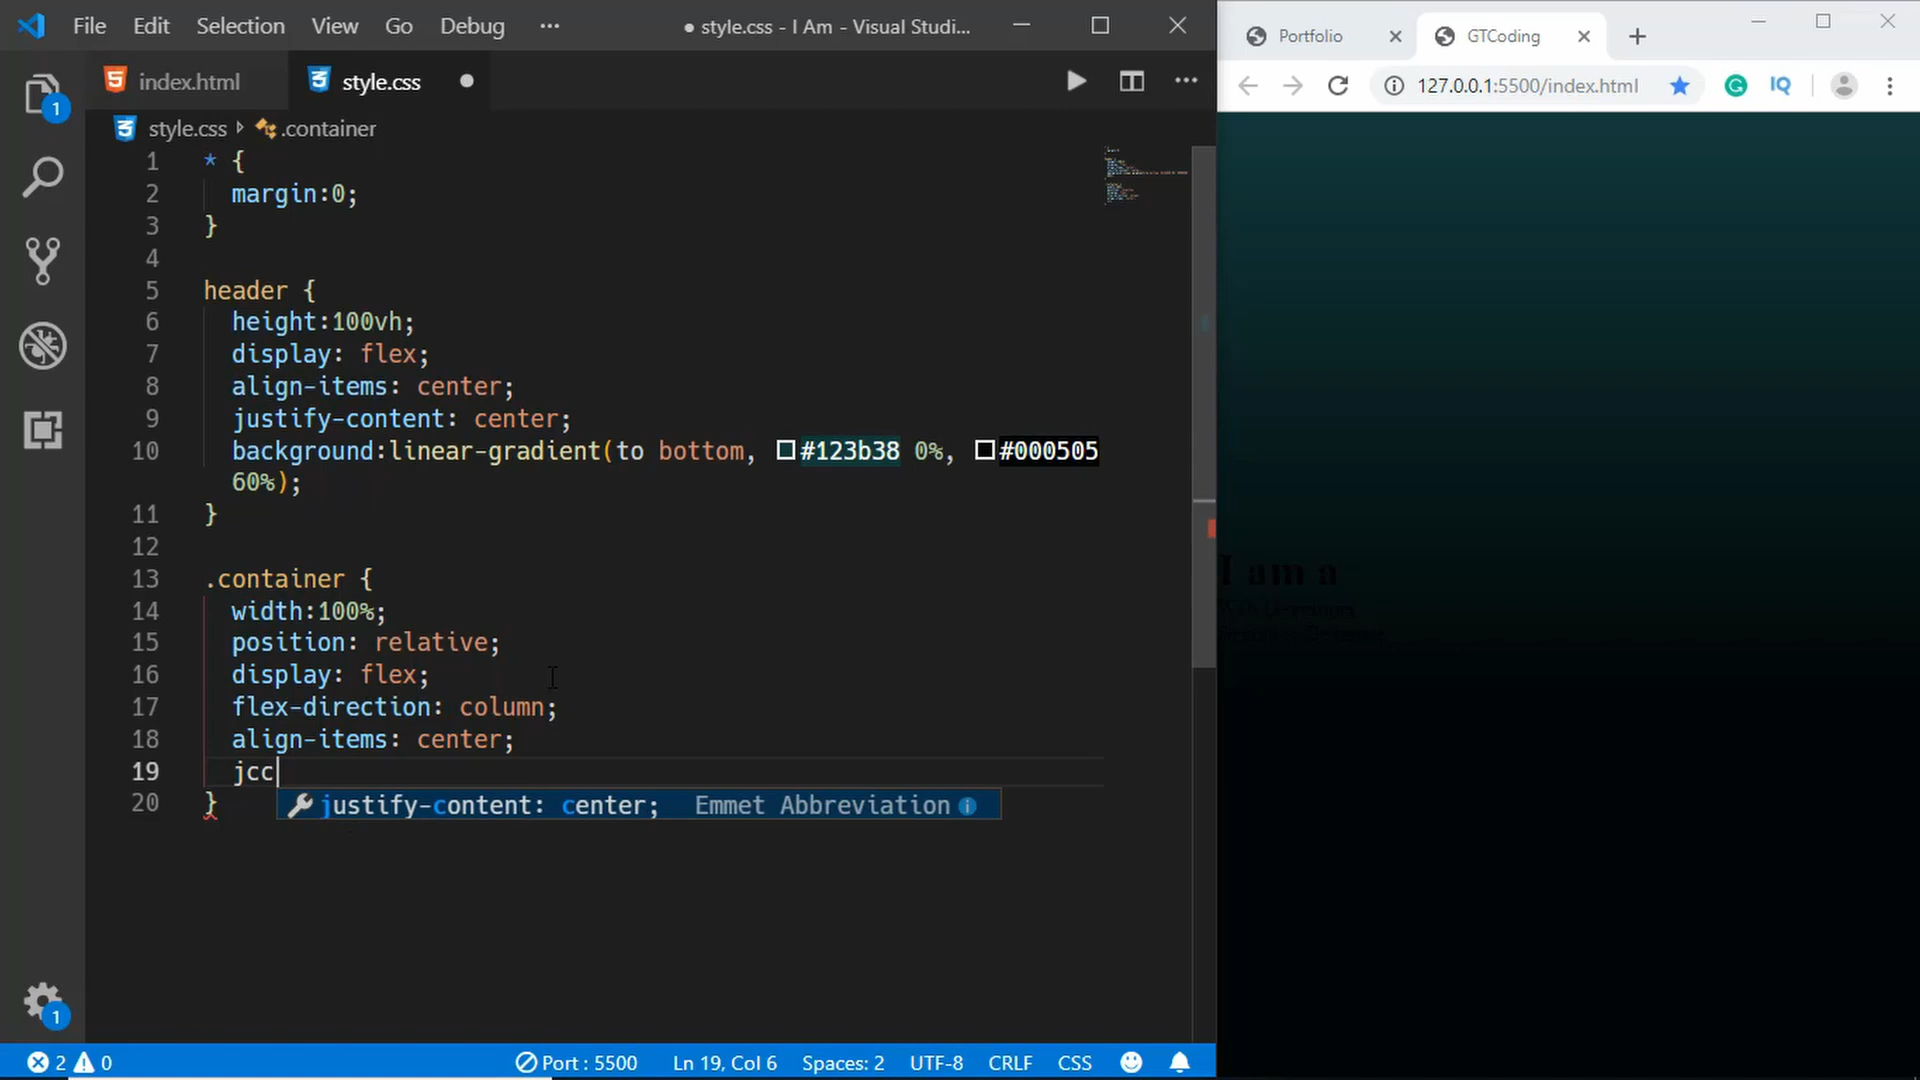 File Edit Selection View Go Debug ··· ● style.css - I Am - Visual Studi...
index.html style.css
style.css .container
1 * {
2 margin:0;
3 }
4
5 header {
6 height:100vh;
7 display: flex;
8 align-items: center;
9 justify-content: center;
10 background:linear-gradient(to bottom, #123b38 0%, #000505
60%);
11 }
12
13 .container {
14 width:100%;
15 position: relative;
16 display: flex;
17 flex-direction: column;
18 align-items: center;
19 jcc
20 }
justify-content: center; Emmet Abbreviation
1
1
2 0 Port : 5500 Ln 19, Col 6 Spaces: 2 UTF-8 CRLF CSS
Portfolio GTCoding
127.0.0.1:5500/index.html IQ
I am a